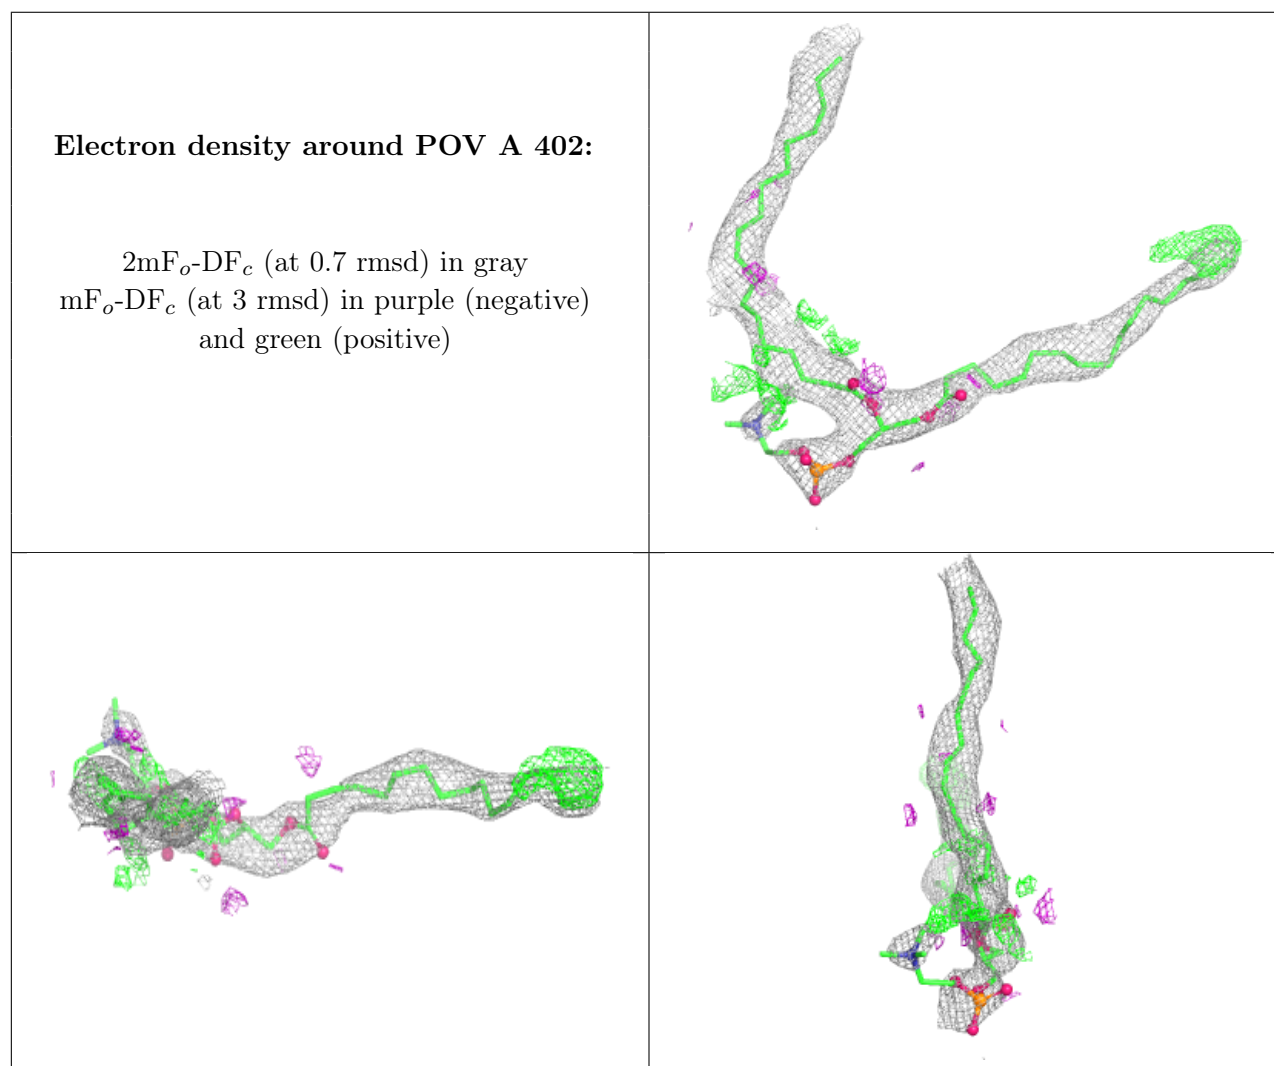 Electron density around POV A 402:
2mFo-DFc (at 0.7 rmsd) in gray
mFo-DFc (at 3 rmsd) in purple (negative)
and green (positive)